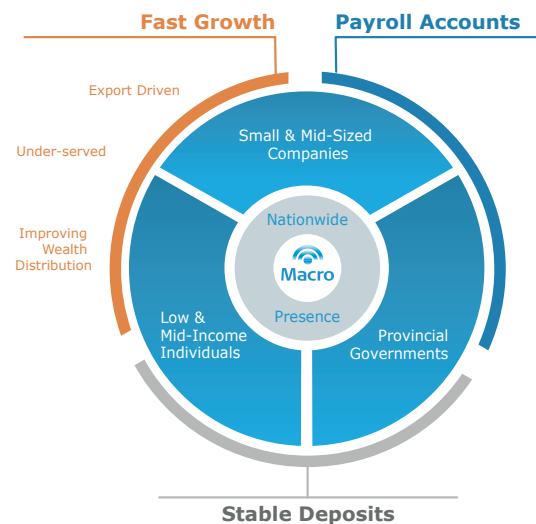 Fast Growth
Payroll Accounts
Export Driven
Under-served
Improving
Wealth
Distribution
Small & Mid-Sized
Companies
Nationwide
Macro
Presence
Low &
Mid-Income
Individuals
Provincial
Governments
Stable Deposits